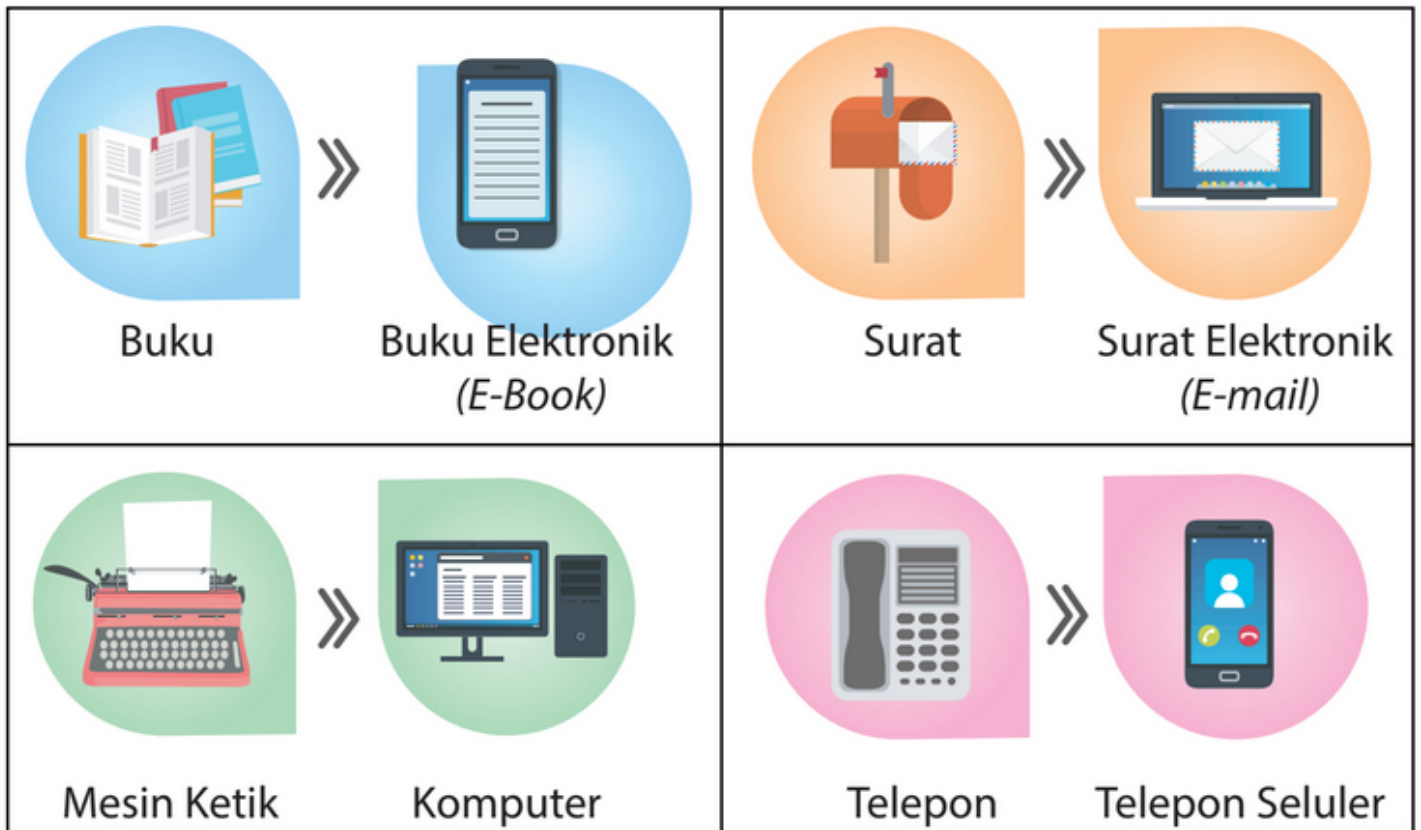 Buku
Buku Elektronik
(E-Book)
Surat
Surat Elektronik
(E-mail)
Mesin Ketik
Komputer
Telepon
Telepon Seluler